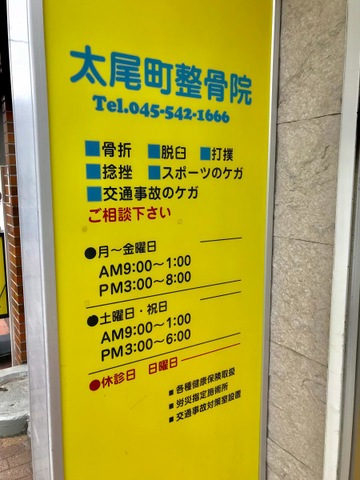 太尾町整骨院
Tel.045-542-1666
■骨折 ■脱臼 ■打撲
■捻挫 ■スポーツのケガ
■交通事故のケガ
ご相談下さい
●月〜金曜日
AM9:00〜1:00
PM3:00〜8:00
●土曜日・祝日
AM9:00〜1:00
PM3:00〜6:00
●休診日 日曜日
■各種健康保険取扱
■労災指定施術所
■交通事故対策室設置